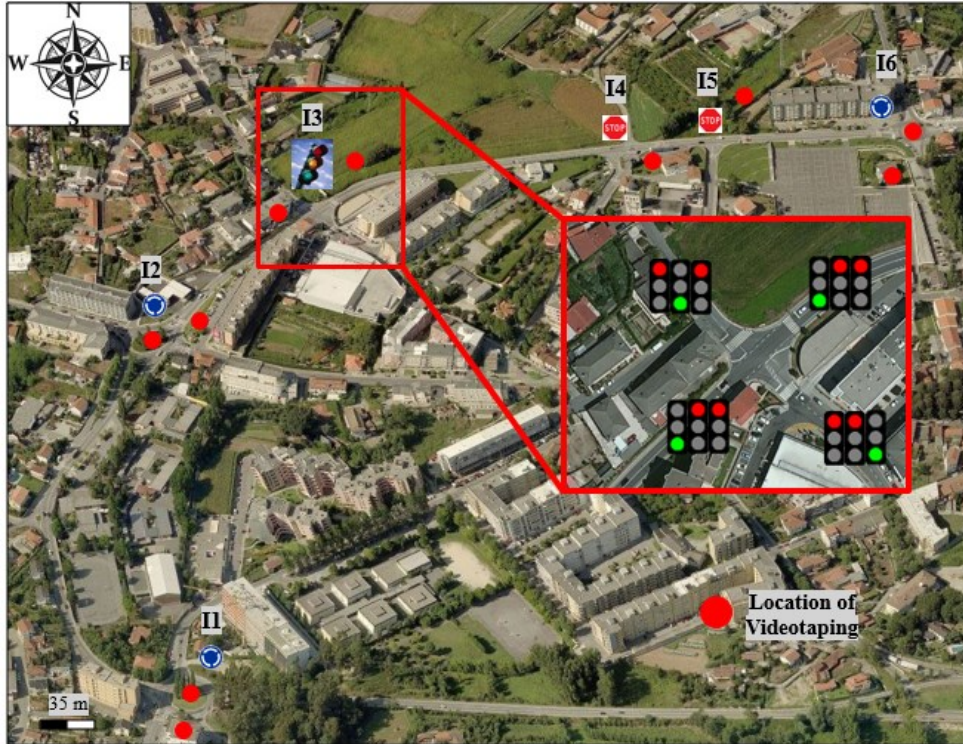 N
W E
S
I3
I4
STOP
I5
STOP
I6
I2
I1
Location of
Videotaping
35 m